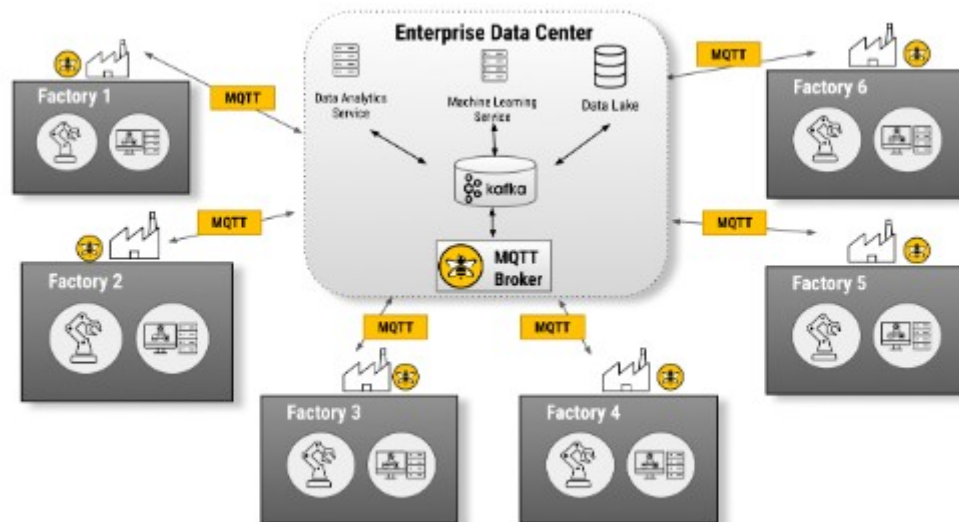 Enterprise Data Center
Data Analytics
Service
Machine Learning
Service
Data Lake
kafka
MQTT
Broker
MQTT
Factory 1
MQTT
Factory 2
MQTT
Factory 3
MQTT
Factory 4
MQTT
Factory 5
MQTT
Factory 6